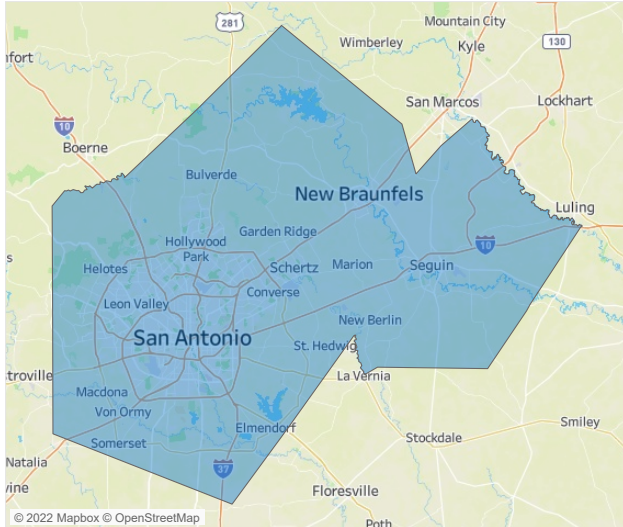 Mountain City
281
130
Wimberley
Kyle
nfort
San Marcos
Lockhart
10
Boerne
Bulverde
New Braunfels
Luling
Garden Ridge
Hollywood
Park
10
Helotes
Schertz
Marion
Seguin
Converse
Leon Valley
New Berlin
San Antonio
St. Hedwig
stroville
La Vernia
Macdona
Von Ormy
Smiley
Elmendorf
Somerset
Stockdale
Natalia
37
vine
Floresville
© 2022 Mapbox © OpenStreetMap
Poth